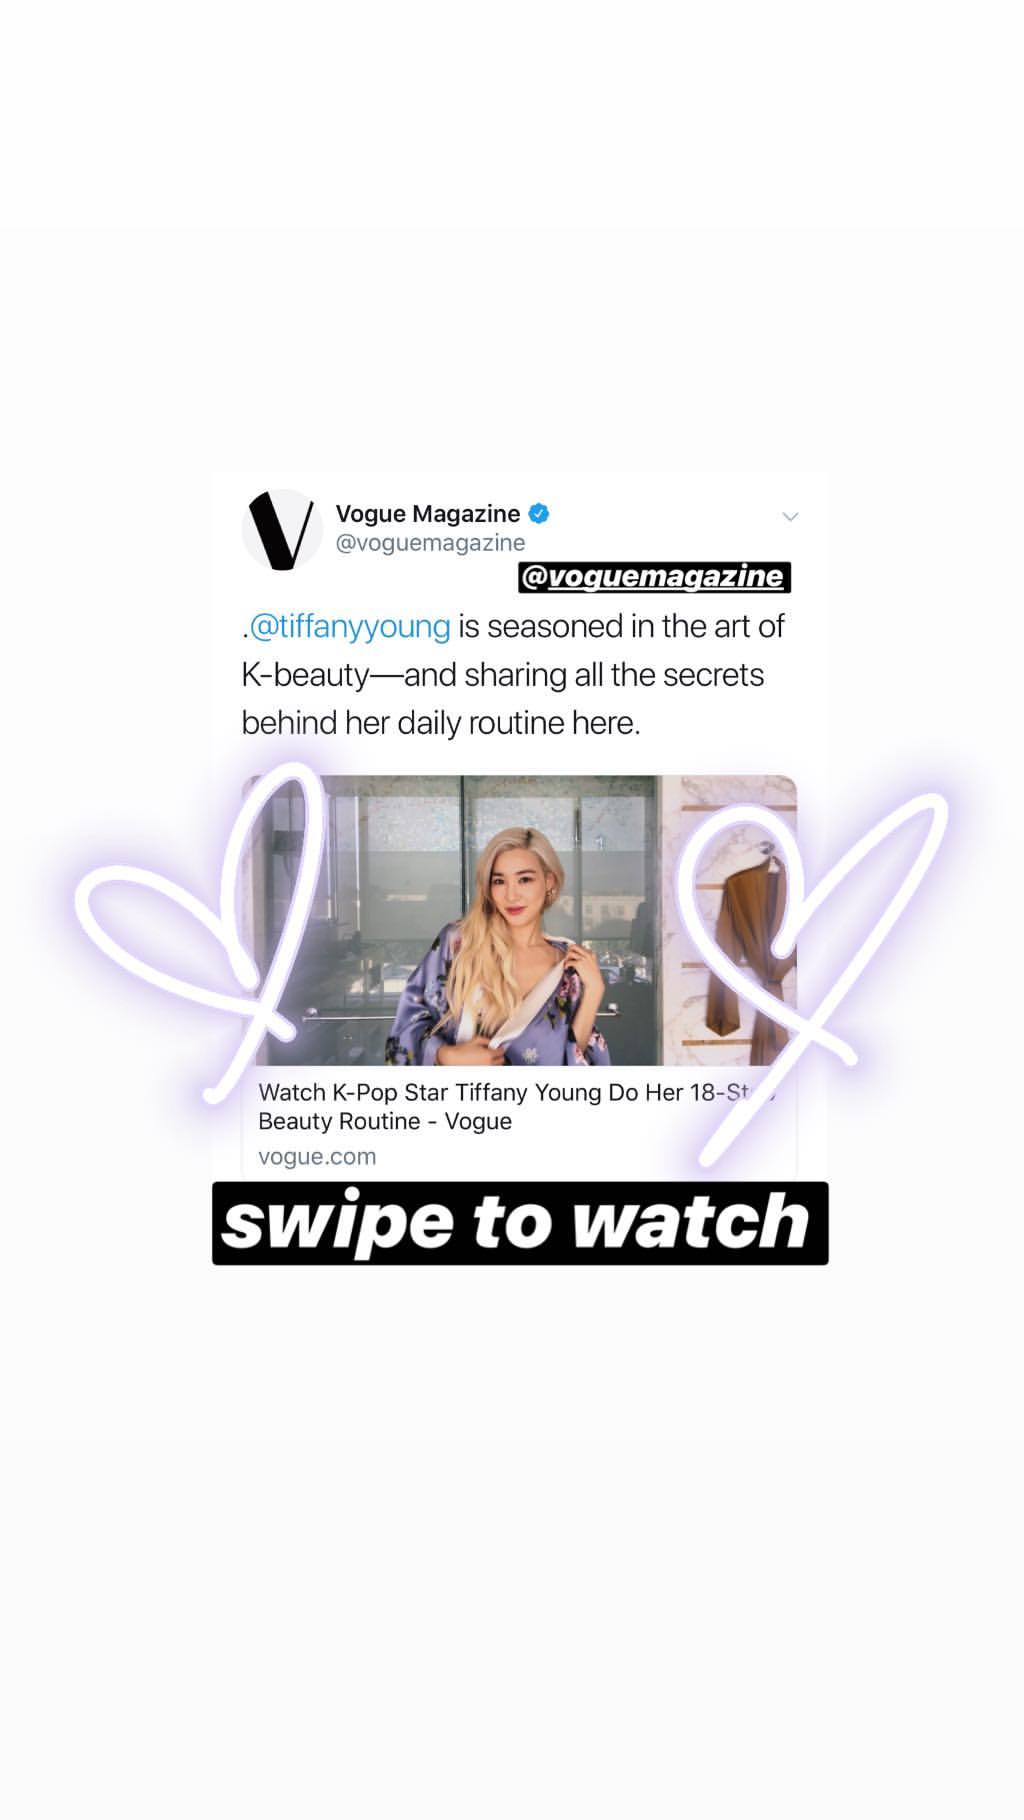 Vogue Magazine
@voguemagazine
@voguemagazine
.@tiffanyyoung is seasoned in the art of
K-beauty—and sharing all the secrets
behind her daily routine here.
Watch K-Pop Star Tiffany Young Do Her 18-Step
Beauty Routine - Vogue
vogue.com
swipe to watch